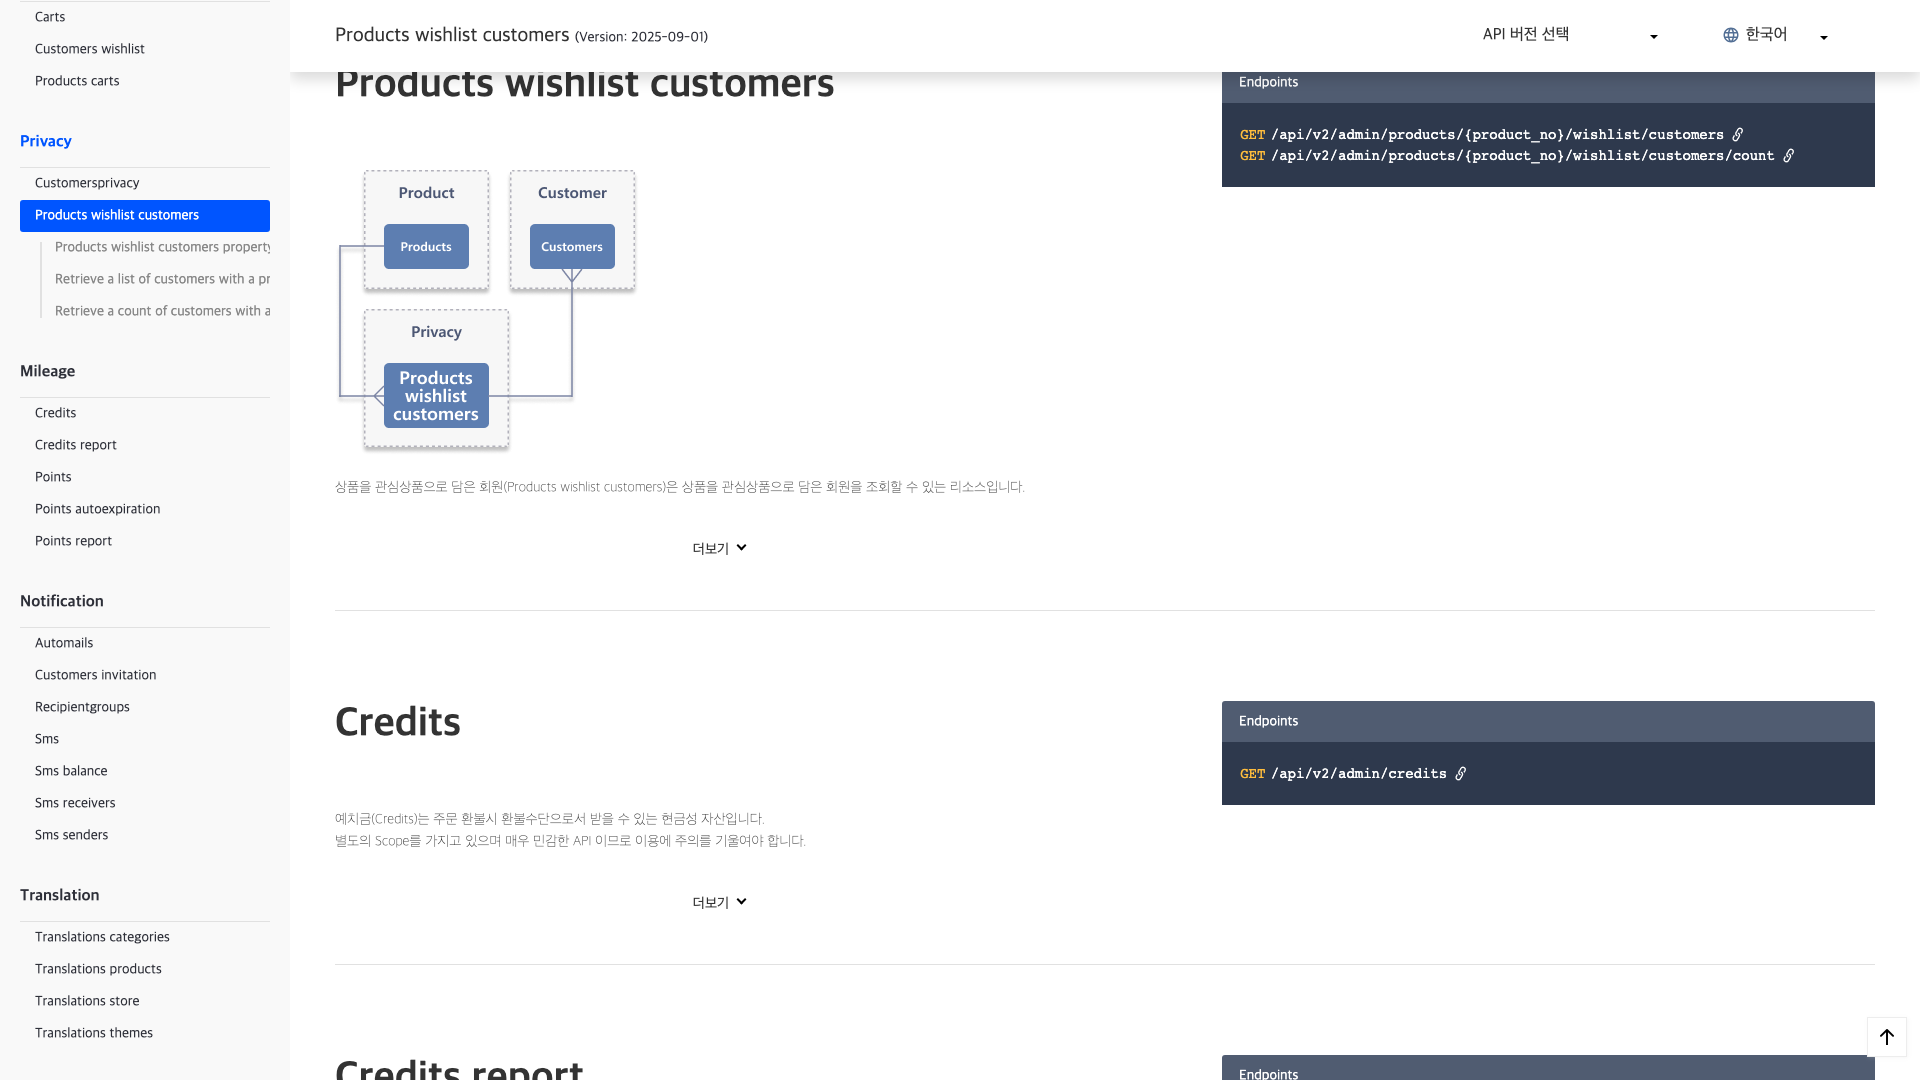 Carts
Customers wishlist
Products carts
Privacy
Customersprivacy
Products wishlist customers
Products wishlist customers property
Retrieve a list of customers with a pr
Retrieve a count of customers with a
Mileage
Credits
Credits report
Points
Points autoexpiration
Points report
Notification
Automails
Customers invitation
Recipientgroups
Sms
Sms balance
Sms receivers
Sms senders
Translation
Translations categories
Translations products
Translations store
Translations themes
Products wishlist customers (Version: 2025-09-01)
API 버전 선택
한국어
Products wishlist customers
Product
Products
Customer
Customers
Privacy
Products
wishlist
customers
상품을 관심상품으로 담은 회원(Products wishlist customers)은 상품을 관심상품으로 담은 회원을 조회할 수 있는 리소스입니다.
더보기
Endpoints
GET /api/v2/admin/products/{product_no}/wishlist/customers
GET /api/v2/admin/products/{product_no}/wishlist/customers/count
Credits
예치금(Credits)는 주문 환불시 환불수단으로서 받을 수 있는 현금성 자산입니다.
별도의 Scope를 가지고 있으며 매우 민감한 API 이므로 이용에 주의를 기울여야 합니다.
더보기
Endpoints
GET /api/v2/admin/credits
Credits report
Endpoints